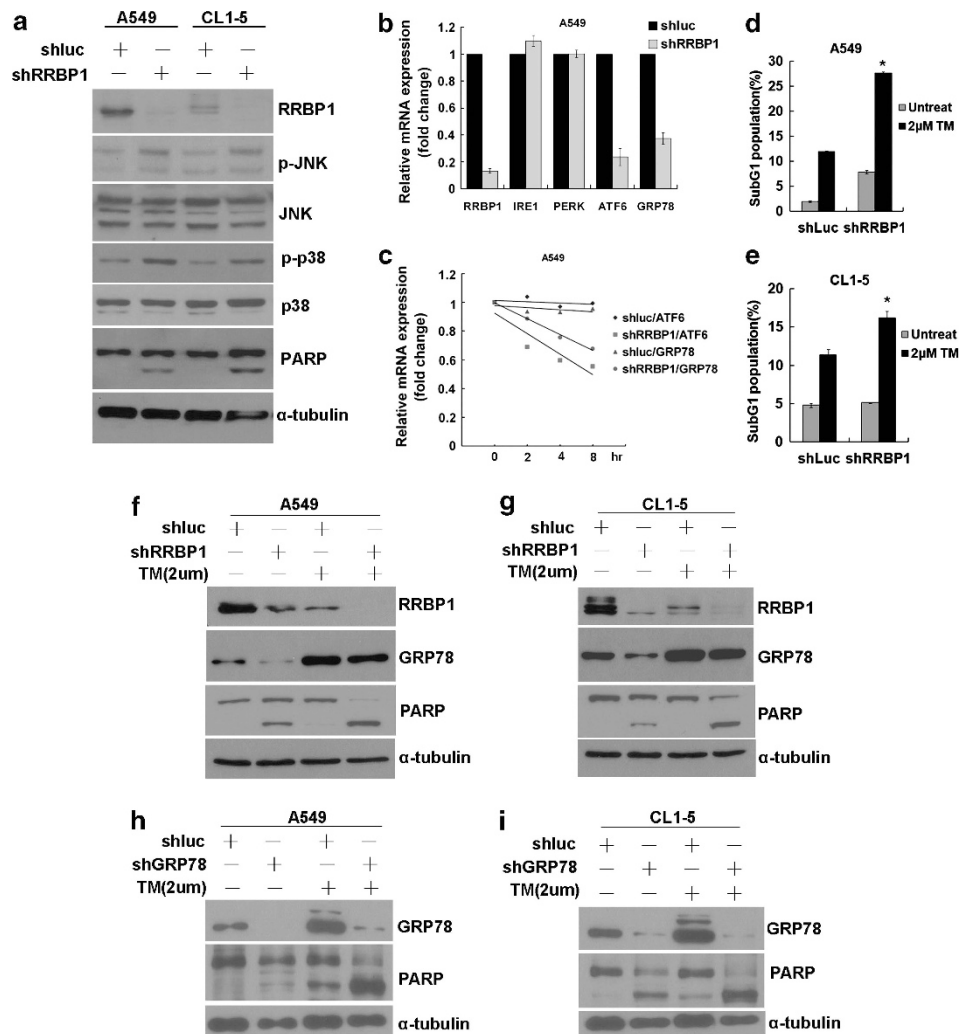 a
A549 CL1-5
shluc + – + –
shRRBP1 – + – +
RRBP1
p-JNK
JNK
p-p38
p38
PARP
α-tubulin
b
A549
shluc
shRRBP1
Relative mRNA expression
(fold change)
1.2
1
0.8
0.6
0.4
0.2
0
RRBP1 IRE1 PERK ATF6 GRP78
c
A549
Relative mRNA expression
(fold change)
1.2
1
0.8
0.6
0.4
0.2
0
0 2 4 8 hr
shluc/ATF6
shRRBP1/ATF6
shluc/GRP78
shRRBP1/GRP78
d
A549
SubG1 population(%)
30
25
20
15
10
5
0
*
Untreat
2μM TM
shLuc shRRBP1
e
CL1-5
SubG1 population(%)
20
15
10
5
0
*
Untreat
2μM TM
shLuc shRRBP1
f
A549
shluc + – + –
shRRBP1 – + – +
TM(2um) – – + +
RRBP1
GRP78
PARP
α-tubulin
g
CL1-5
shluc + – + –
shRRBP1 – + – +
TM(2um) – – + +
RRBP1
GRP78
PARP
α-tubulin
h
A549
shluc + – + –
shGRP78 – + – +
TM(2um) – – + +
GRP78
PARP
α-tubulin
i
CL1-5
shluc + – + –
shGRP78 – + – +
TM(2um) – – + +
GRP78
PARP
α-tubulin